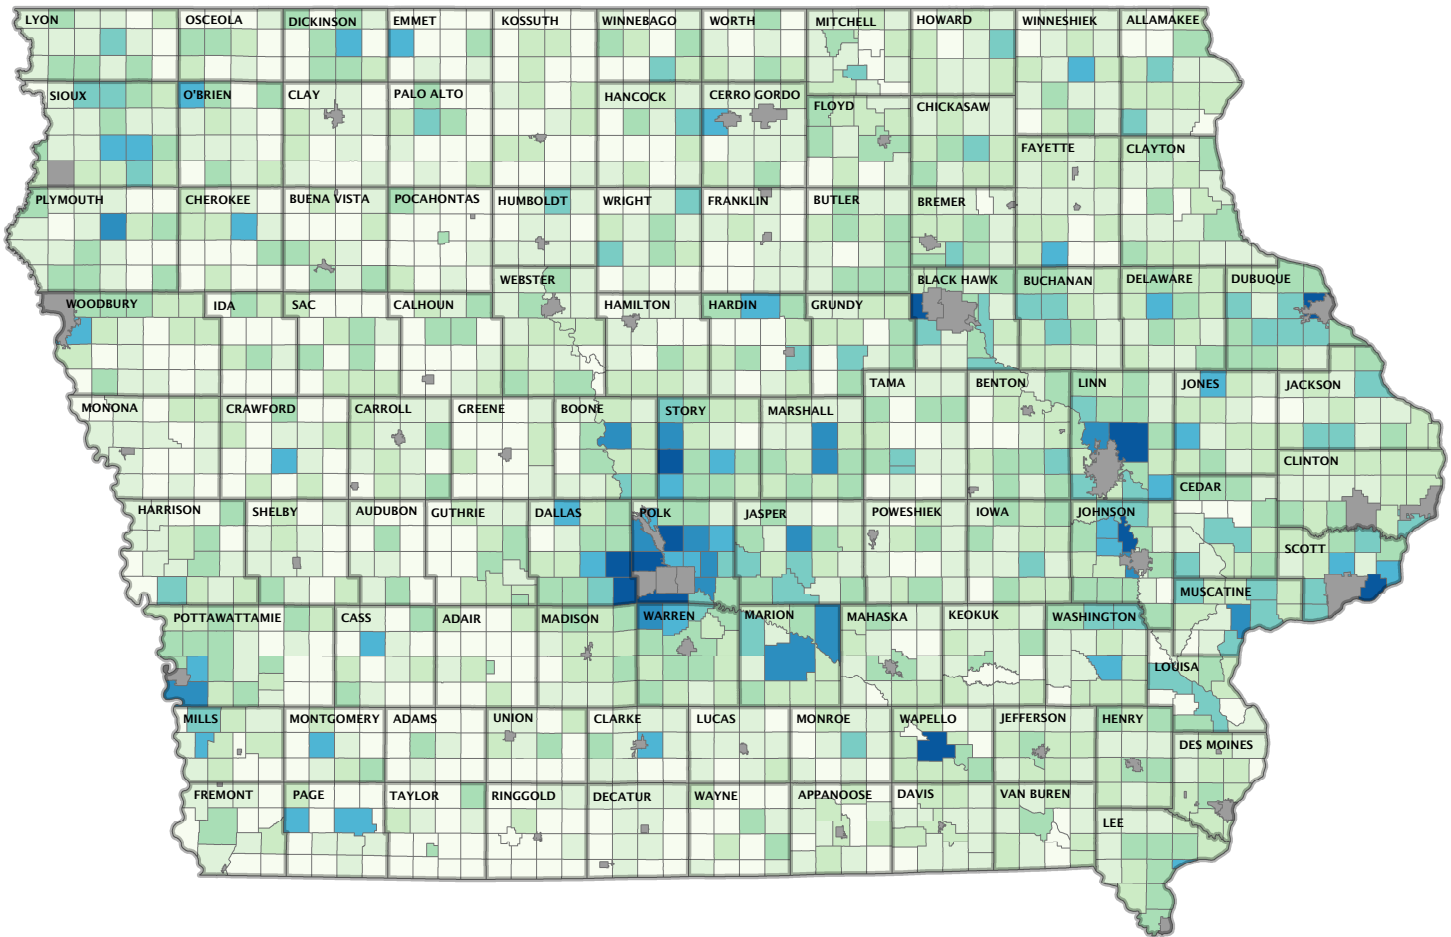 LYON OSCEOLA DICKINSON EMMET KOSSUTH WINNEBAGO WORTH MITCHELL HOWARD WINNESHIEK ALLAMAKEE
SIOUX O'BRIEN CLAY PALO ALTO HANCOCK CERRO GORDO FLOYD CHICKASAW
FAYETTE CLAYTON
PLYMOUTH CHEROKEE BUENA VISTA POCAHONTAS HUMBOLDT WRIGHT FRANKLIN BUTLER BREMER
WEBSTER BLACK HAWK BUCHANAN DELAWARE DUBUQUE
WOODBURY IDA SAC CALHOUN HAMILTON HARDIN GRUNDY
TAMA BENTON LINN JONES JACKSON
MONONA CRAWFORD CARROLL GREENE BOONE STORY MARSHALL
CLINTON
CEDAR
HARRISON SHELBY AUDUBON GUTHRIE DALLAS POLK JASPER POWESHIEK IOWA JOHNSON
SCOTT
MUSCATINE
POTTAWATTAMIE CASS ADAIR MADISON WARREN MARION MAHASKA KEOKUK WASHINGTON
LOUISA
MILLS MONTGOMERY ADAMS UNION CLARKE LUCAS MONROE WAPELLO JEFFERSON HENRY
DES MOINES
FREMONT PAGE TAYLOR RINGGOLD DECATUR WAYNE APPANOOSE DAVIS VAN BUREN
LEE